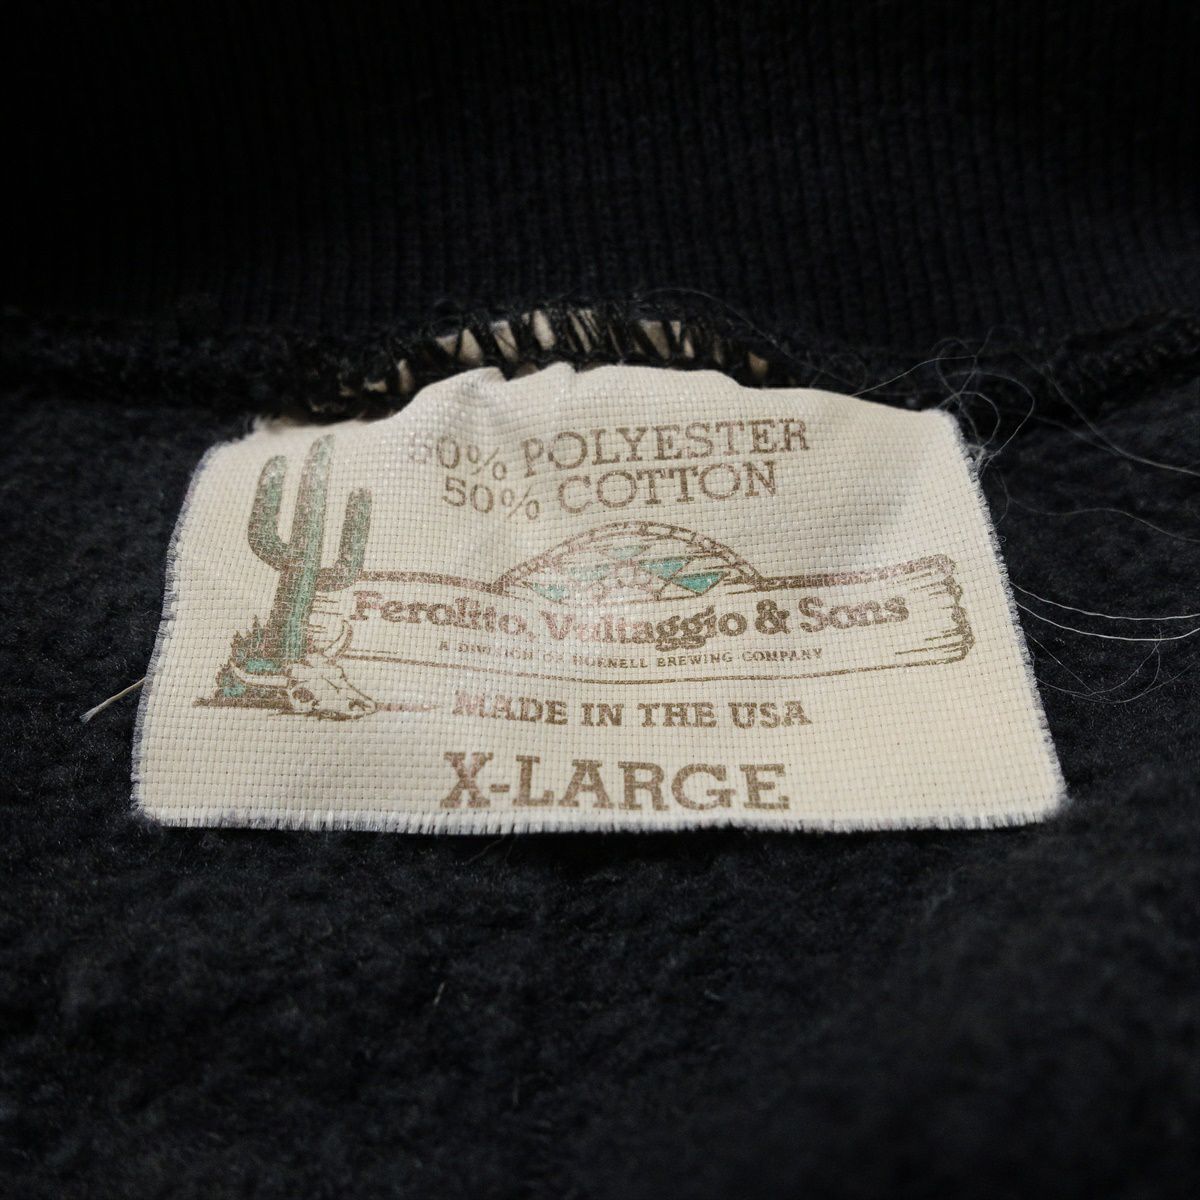 50% POLYESTER
50% COTTON
Ferolito, Vultaggio & Sons
A DIVISION OF HORNELL BREWING COMPANY
MADE IN THE USA
X-LARGE